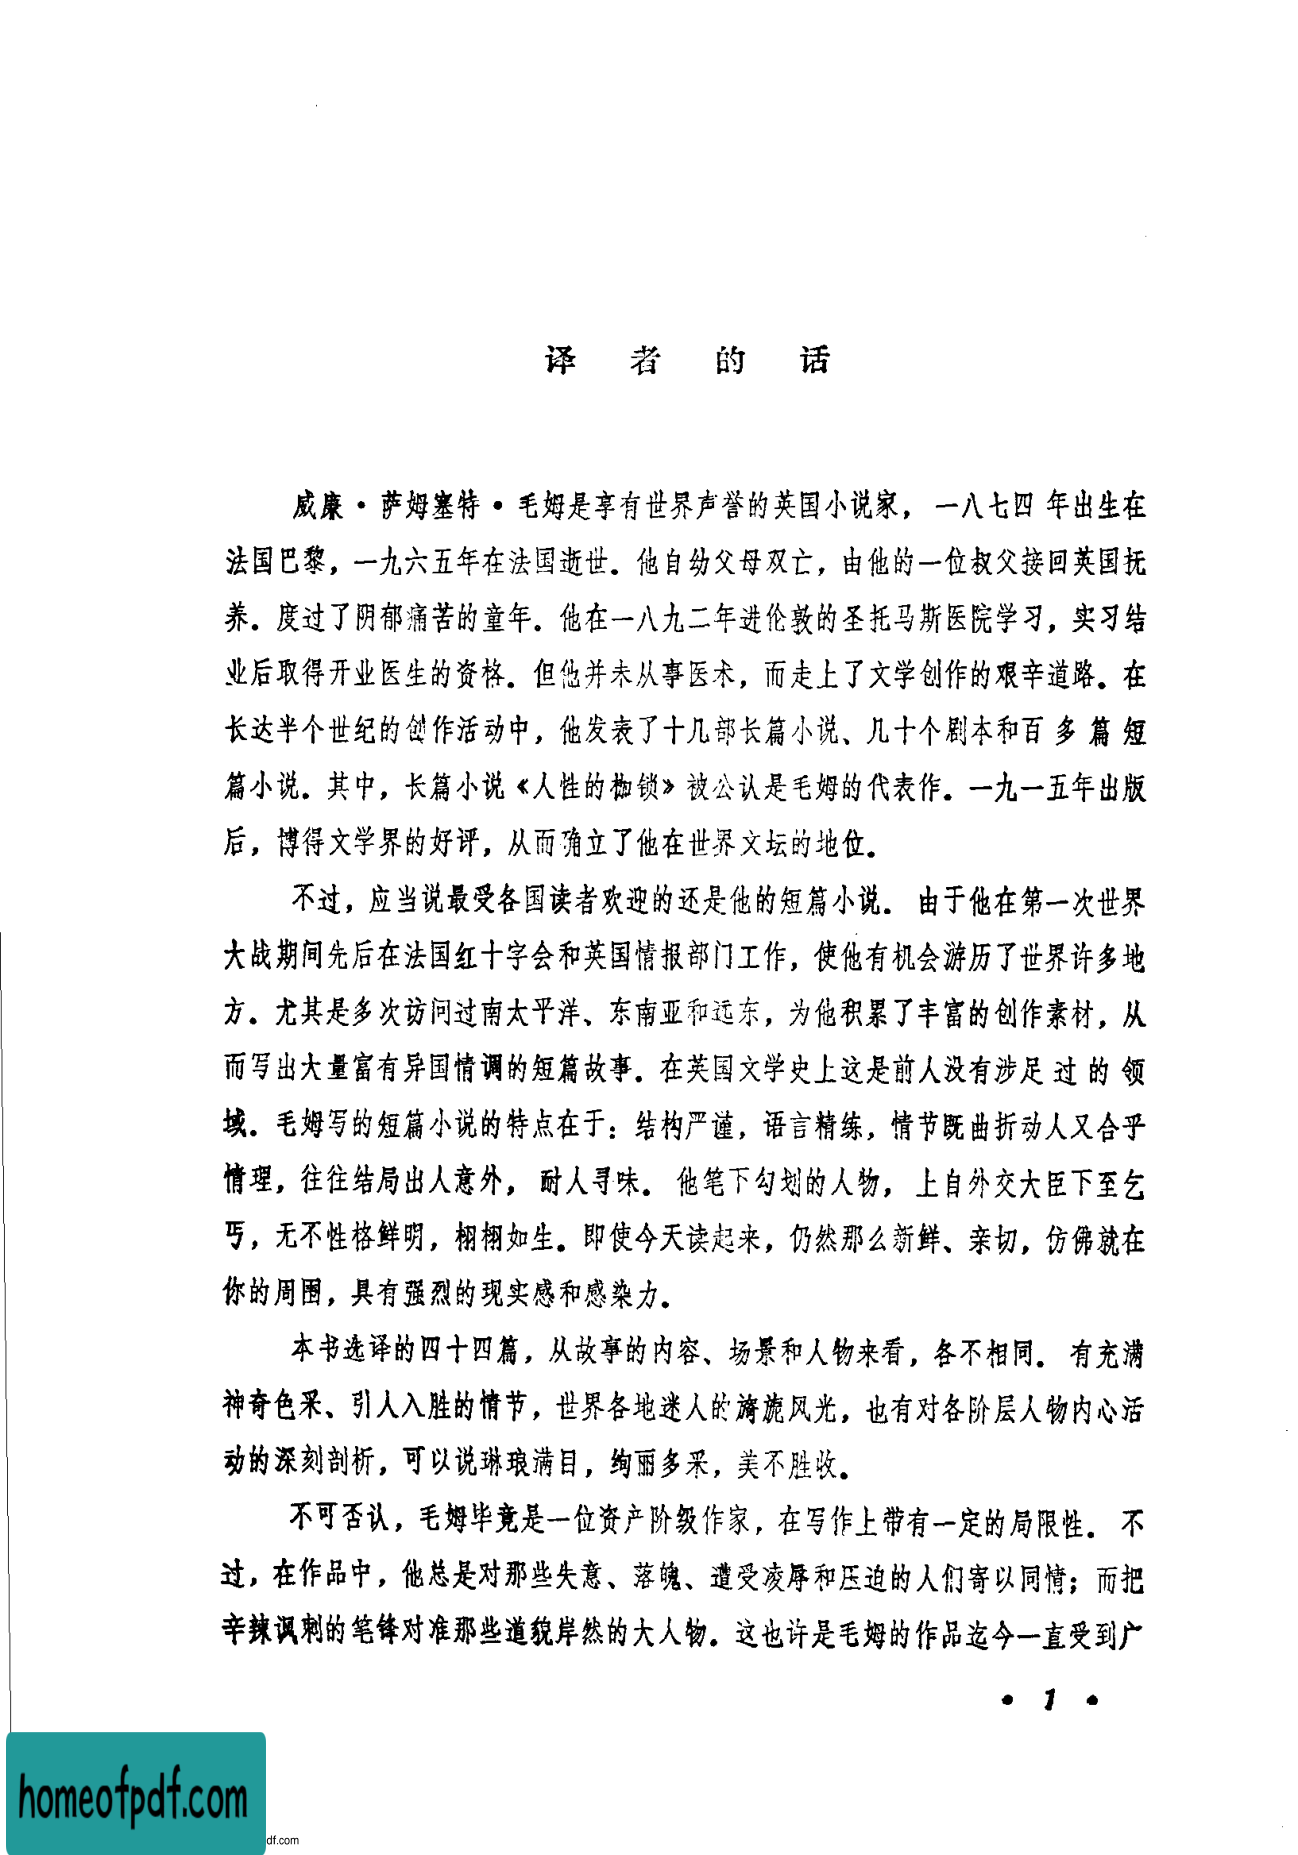 译者的话
威廉·萨姆塞特·毛姆是享有世界声誉的英国小说家，一八七四年出生在
法国巴黎，一九六五年在法国逝世。他自幼父母双亡，由他的一位叔父接回英国抚
养。度过了阴郁痛苦的童年。他在一八九二年进伦敦的圣托马斯医院学习，实习结
业后取得开业医生的资格。但他并未从事医术，而走上了文学创作的艰辛道路。在
长达半个世纪的创作活动中，他发表了十几部长篇小说、几十个剧本和百多篇短
篇小说。其中，长篇小说《人性的枷锁》被公认是毛姆的代表作。一九一五年出版
后，博得文学界的好评，从而确立了他在世界文坛的地位。
不过，应当说最受各国读者欢迎的还是他的短篇小说。由于他在第一次世界
大战期间先后在法国红十字会和英国情报部门工作，使他有机会游历了世界许多地
方。尤其是多次访问过南太平洋、东南亚和远东，为他积累了丰富的创作素材，从
而写出大量富有异国情调的短篇故事。在英国文学史上这是前人没有涉足过的领
域。毛姆写的短篇小说的特点在于：结构严谨，语言精练，情节既曲折动人又合乎
情理，往往结局出人意外，耐人寻味。他笔下勾划的人物，上自外交大臣下至乞
丐，无不性格鲜明，栩栩如生。即使今天读起来，仍然那么新鲜、亲切，仿佛就在
你的周围，具有强烈的现实感和感染力。
本书选译的四十四篇，从故事的内容、场景和人物来看，各不相同。有充满
神奇色采、引人入胜的情节，世界各地迷人的旖旎风光，也有对各阶层人物内心活
动的深刻剖析，可以说琳琅满目，绚丽多采，美不胜收。
不可否认，毛姆毕竟是一位资产阶级作家，在写作上带有一定的局限性。不
过，在作品中，他总是对那些失意、落魄、遭受凌辱和压迫的人们寄以同情；而把
辛辣讽刺的笔锋对准那些道貌岸然的大人物。这也许是毛姆的作品迄今一直受到广
• 1 •
homeofpdf.com
df.com